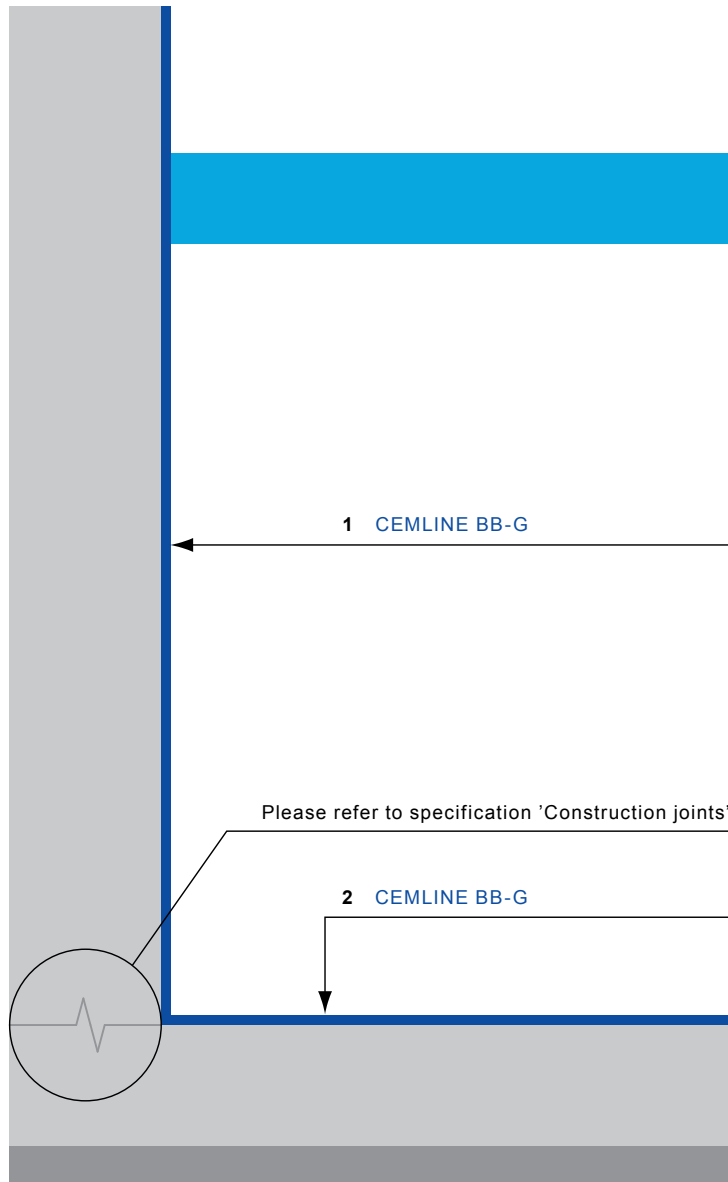 1 CEMLINE BB-G
Please refer to specification ’Construction joints’
2 CEMLINE BB-G